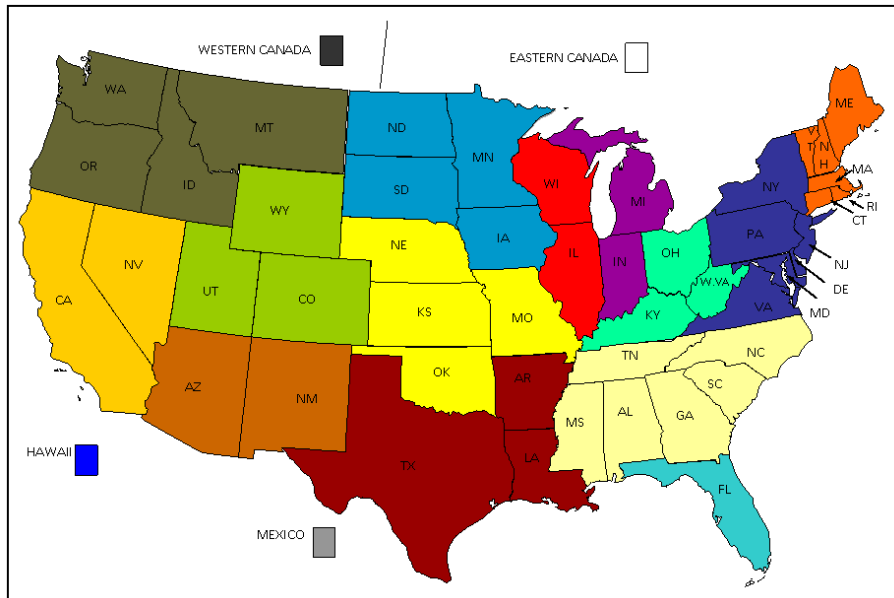 WESTERN CANADA
EASTERN CANADA
WA
MT
ND
MN
ME
V
T
N
H
OR
ID
SD
WI
MI
NY
MA
RI
CT
WY
IA
PA
NV
NE
IL
IN
OH
W.VA
NJ
DE
CA
UT
CO
KS
MO
KY
VA
MD
TN
NC
AZ
NM
OK
AR
SC
MS
AL
GA
HAWAII
TX
LA
FL
MEXICO